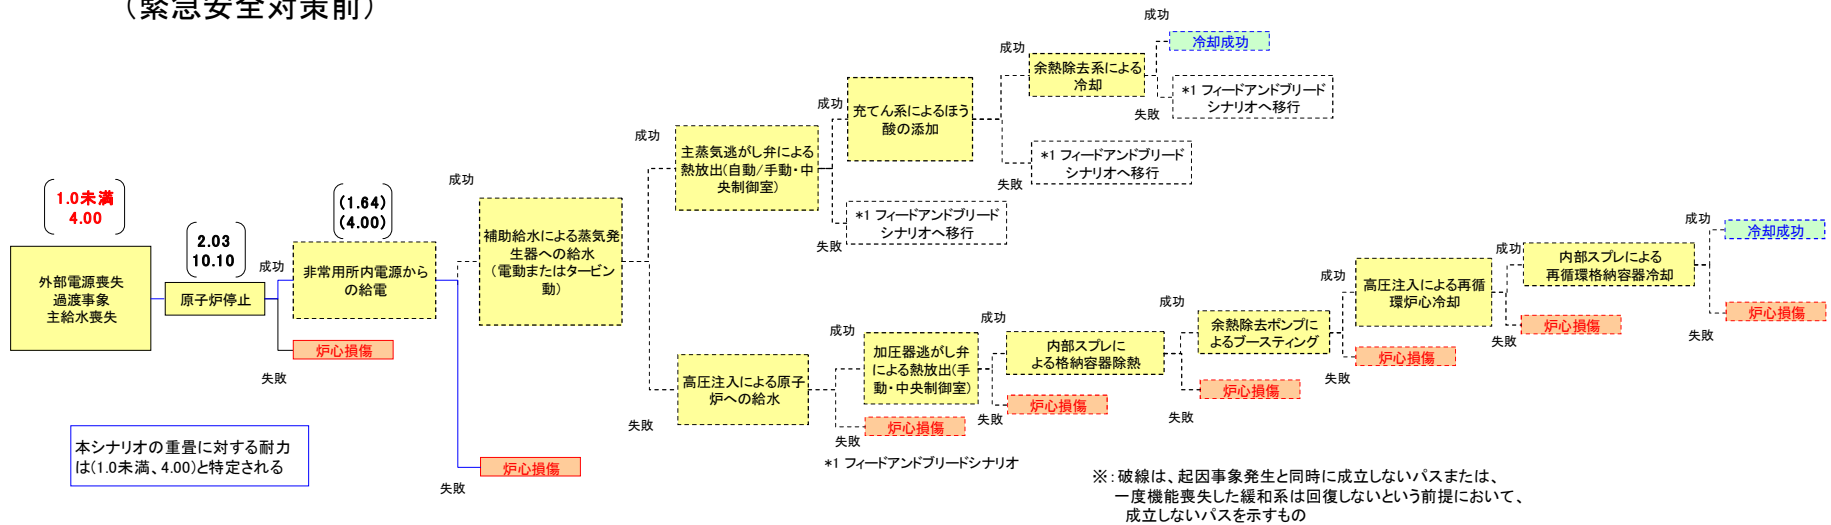 （緊急安全対策前）
成功
冷却成功
成功
余熱除去系による
冷却
*1 フィードアンドブリード
シナリオへ移行
失敗
成功
充てん系によるほう
酸の添加
*1 フィードアンドブリード
シナリオへ移行
失敗
成功
主蒸気逃がし弁による
熱放出(自動/手動・中
央制御室)
*1 フィードアンドブリード
シナリオへ移行
失敗
1.0未満
4.00
2.03
10.10
(1.64)
(4.00)
成功
外部電源喪失
過渡事象
主給水喪失
原子炉停止
成功
炉心損傷
失敗
非常用所内電源から
の給電
補助給水による蒸気発
生器への給水
(電動またはタービン
動)
炉心損傷
失敗
失敗
高圧注入による原子
炉への給水
成功
加圧器逃がし弁
による熱放出(手
動・中央制御室)
炉心損傷
失敗
*1 フィードアンドブリードシナリオ
成功
内部スプレに
よる格納容器除熱
炉心損傷
失敗
成功
余熱除去ポンプに
よるブースティング
炉心損傷
失敗
成功
高圧注入による再循
環炉心冷却
炉心損傷
失敗
成功
内部スプレによる
再循環格納容器冷却
炉心損傷
失敗
成功
冷却成功
炉心損傷
失敗
本シナリオの重畳に対する耐力
は(1.0未満、4.00)と特定される
※：破線は、起因事象発生と同時に成立しないパスまたは、
一度機能喪失した緩和系は回復しないという前提において、
成立しないパスを示すもの